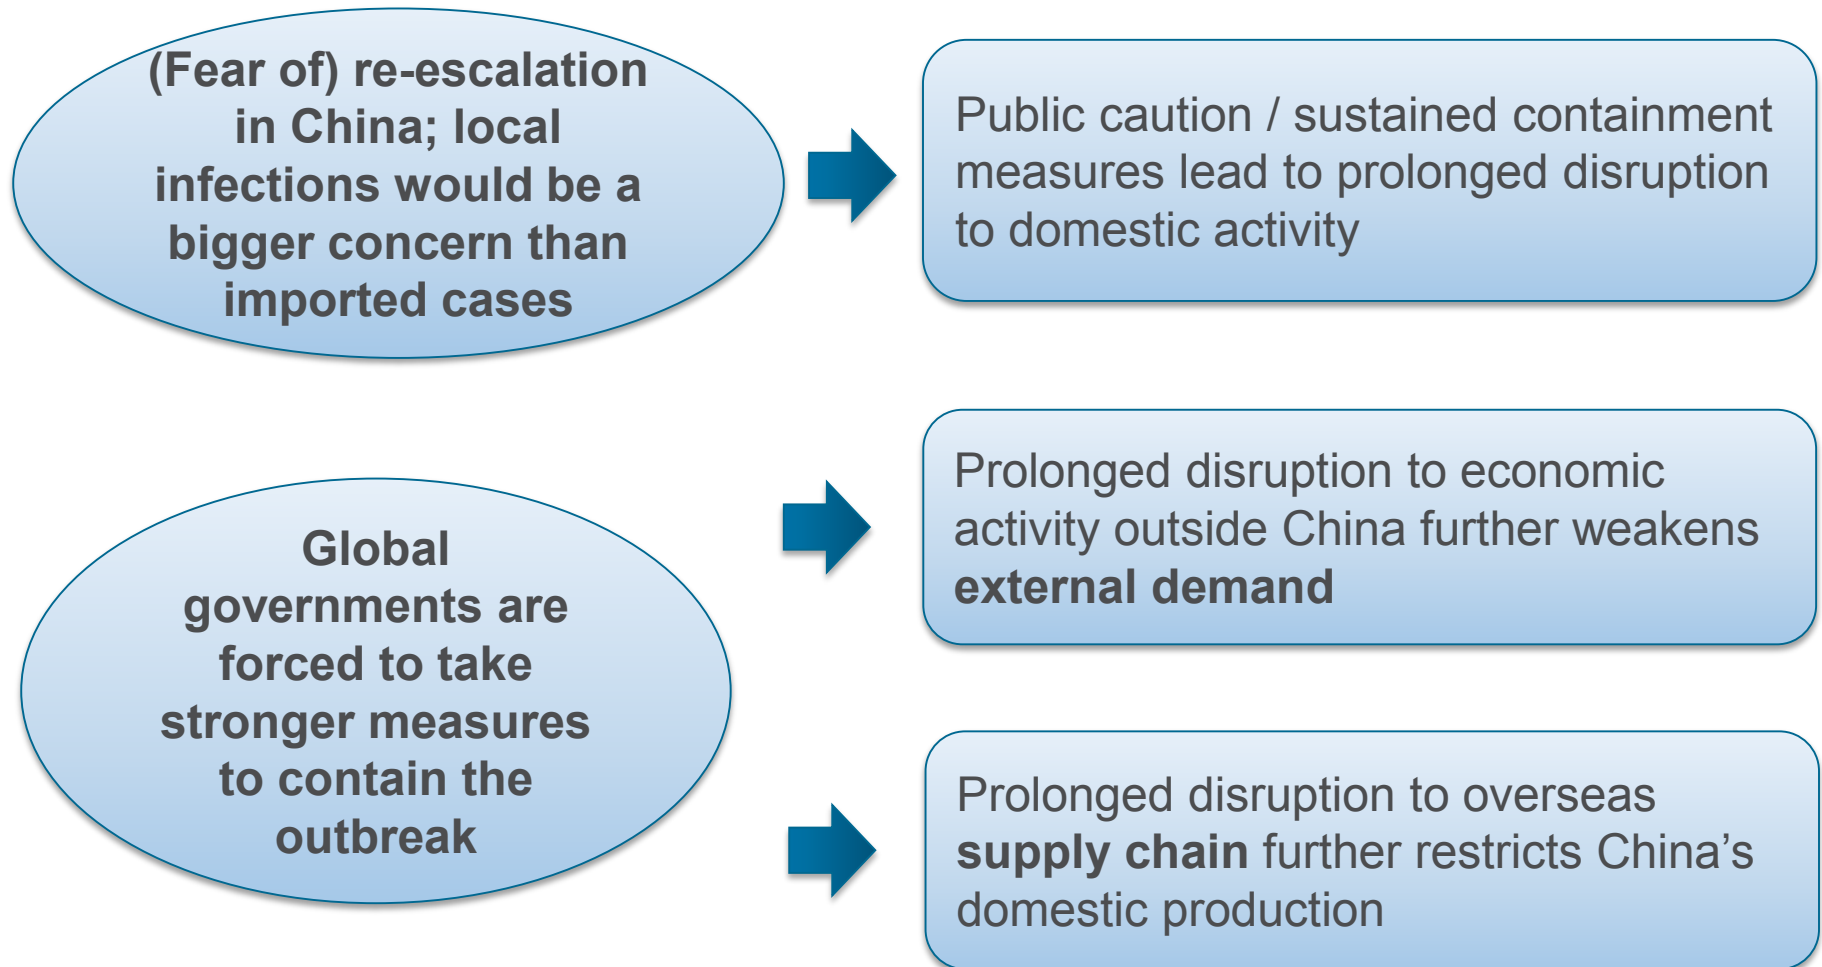 (Fear of) re-escalation
in China; local
infections would be a
bigger concern than
imported cases
Public caution / sustained containment
measures lead to prolonged disruption
to domestic activity
Global
governments are
forced to take
stronger measures
to contain the
outbreak
Prolonged disruption to economic
activity outside China further weakens
external demand
Prolonged disruption to overseas
supply chain further restricts China’s
domestic production